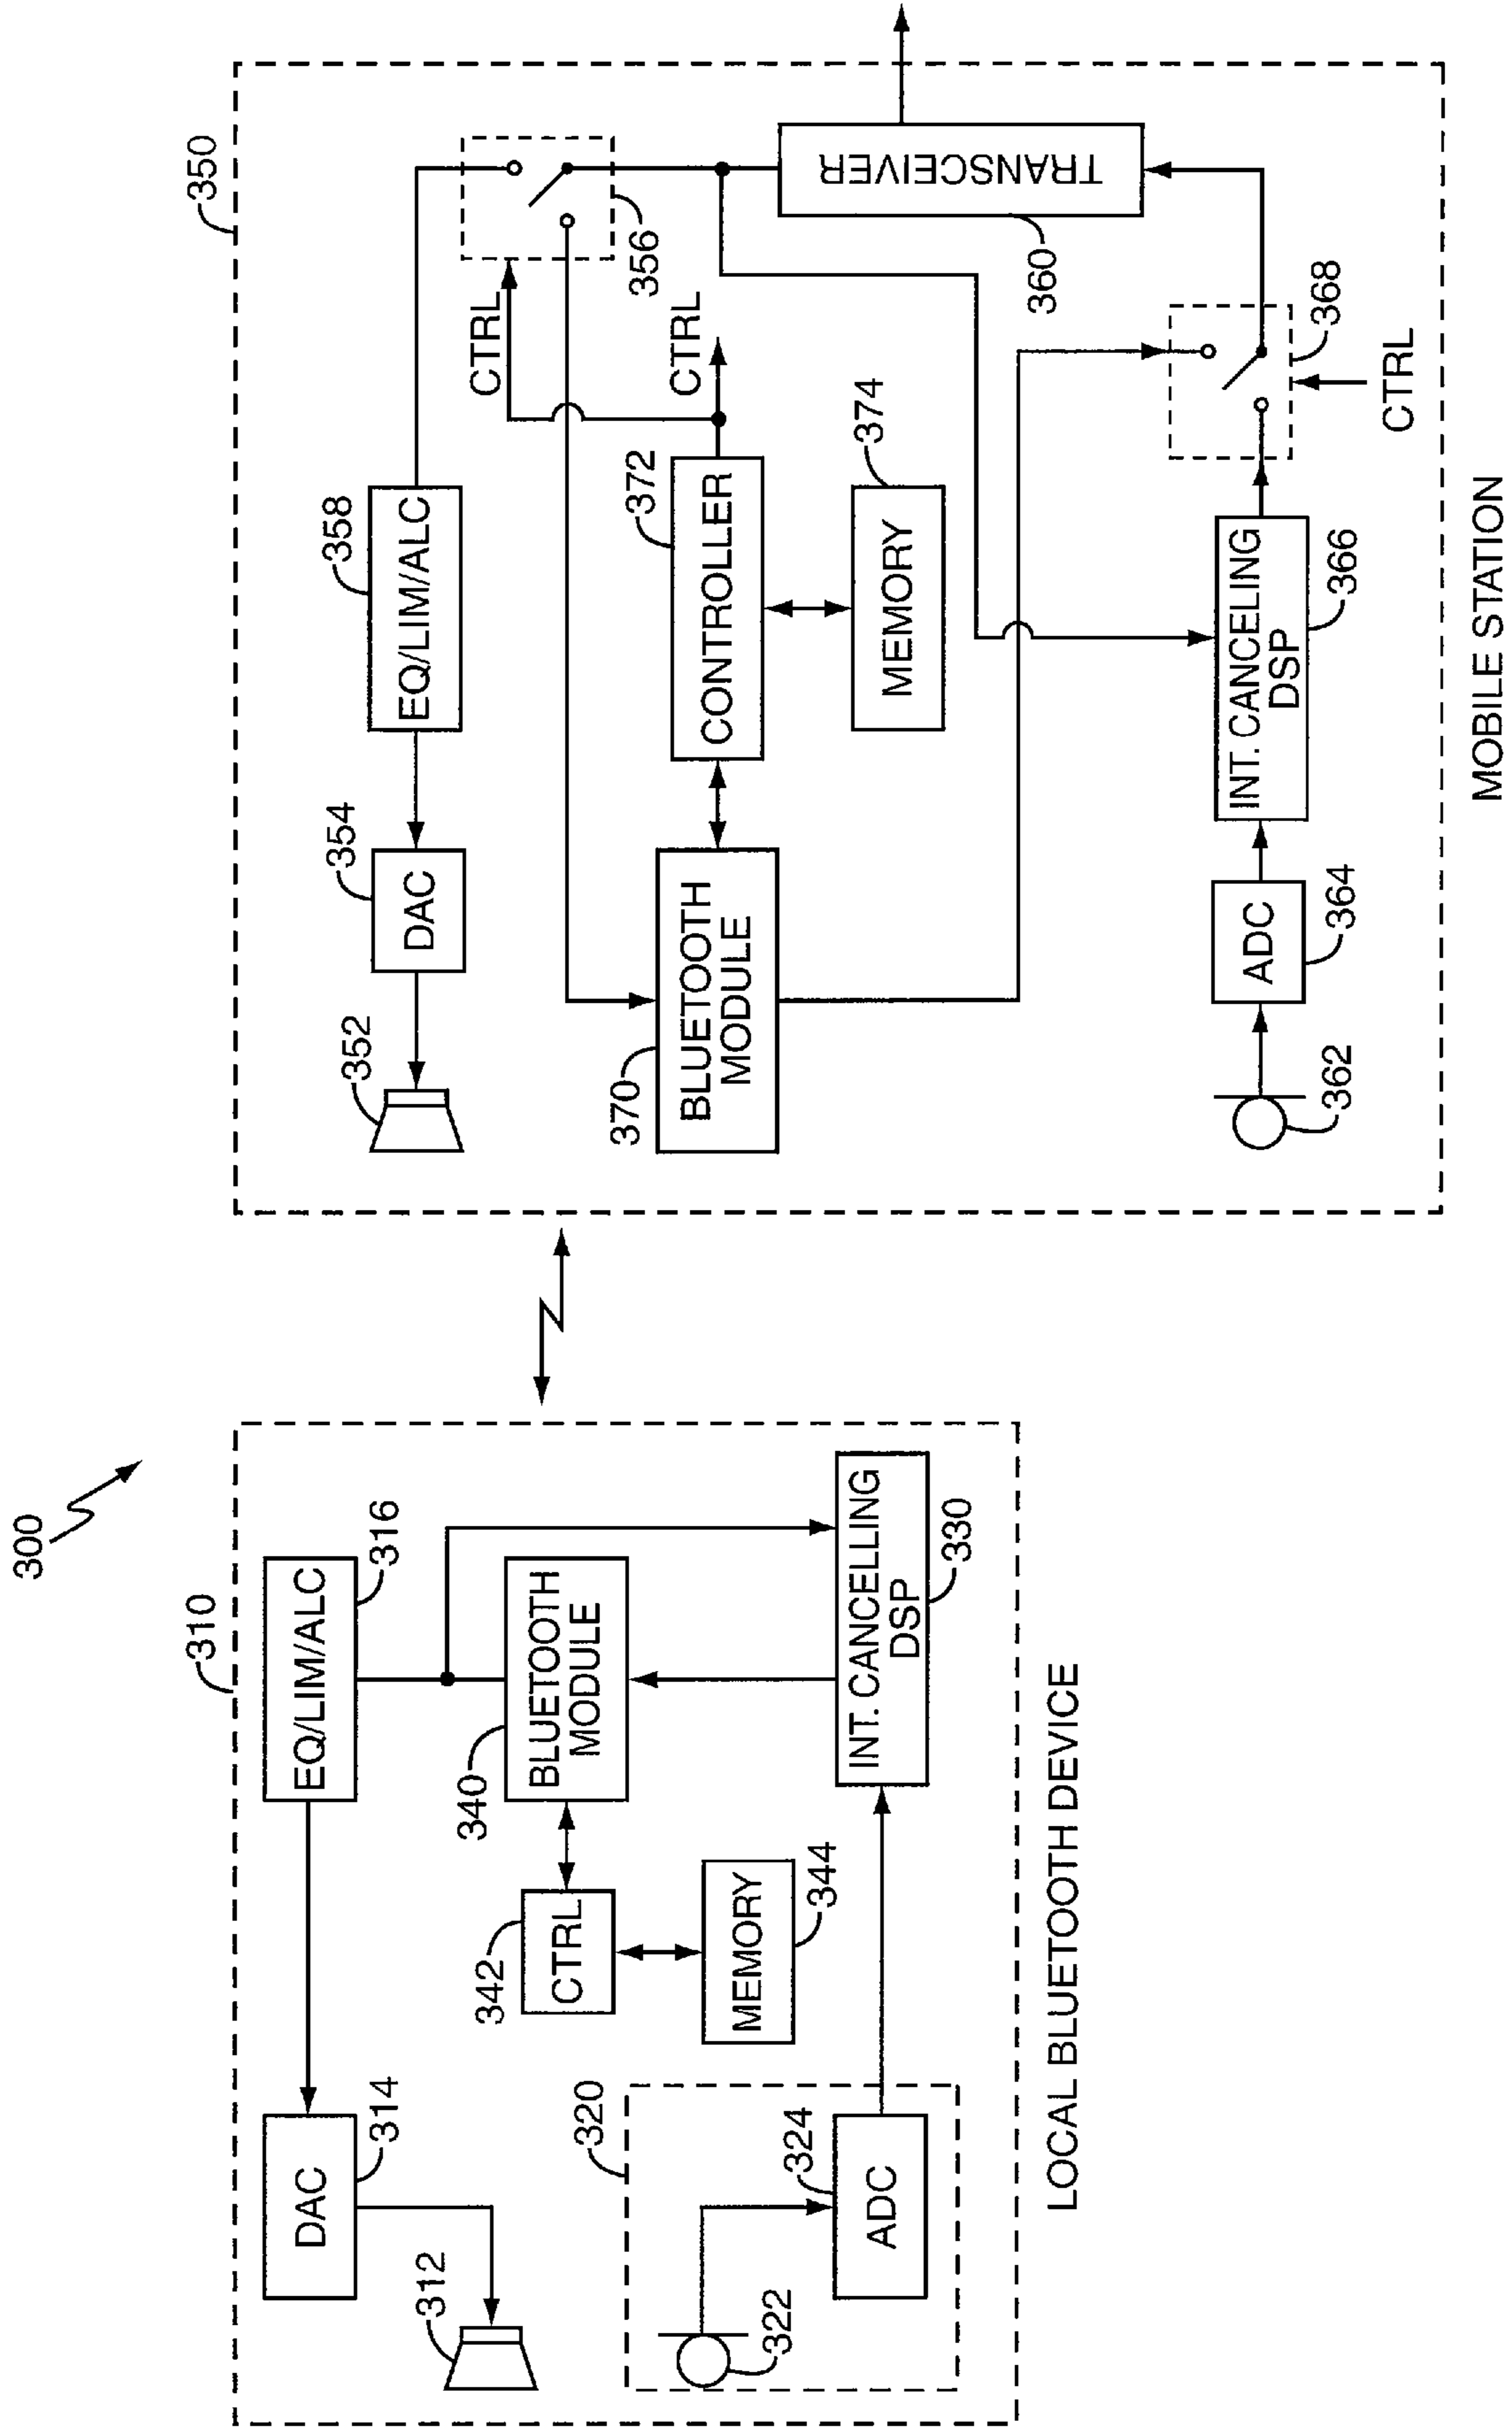 300
310
DAC
314
EQ/LIM/ALC
316
312
340
BLUETOOTH
MODULE
342
CTRL
MEMORY
344
320
322
324
ADC
INT. CANCELLING
DSP
330
LOCAL BLUETOOTH DEVICE
350
352
354
DAC
358
EQ/LIM/ALC
CTRL
356
370
BLUETOOTH
MODULE
372
CONTROLLER
CTRL
374
MEMORY
TRANSCEIVER
360
362
ADC
364
INT. CANCELING
DSP
366
368
CTRL
MOBILE STATION